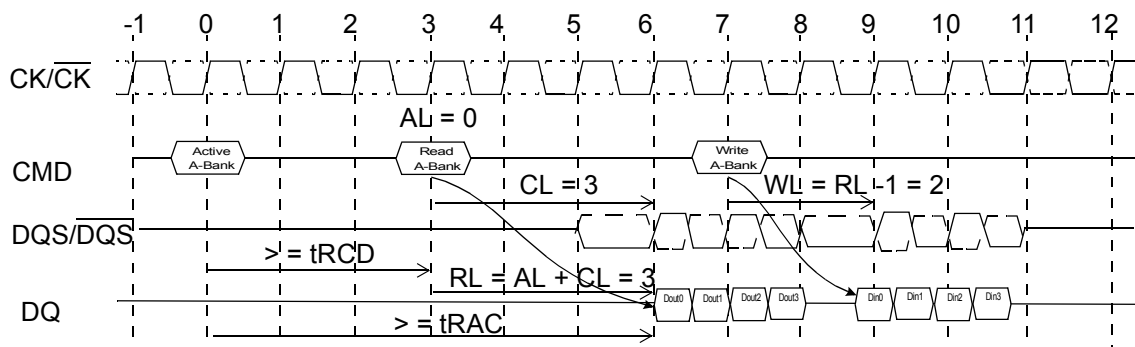 -1 0 1 2 3 4 5 6 7 8 9 10 11 12
CK/CK
AL = 0
Active
A-Bank
Read
A-Bank
Write
A-Bank
CMD
CL = 3
WL = RL -1 = 2
DQS/DQS
> = tRCD
RL = AL + CL = 3
DQ
Dout0 Dout1 Dout2 Dout3 Din0 Din1 Din2 Din3
> = tRAC